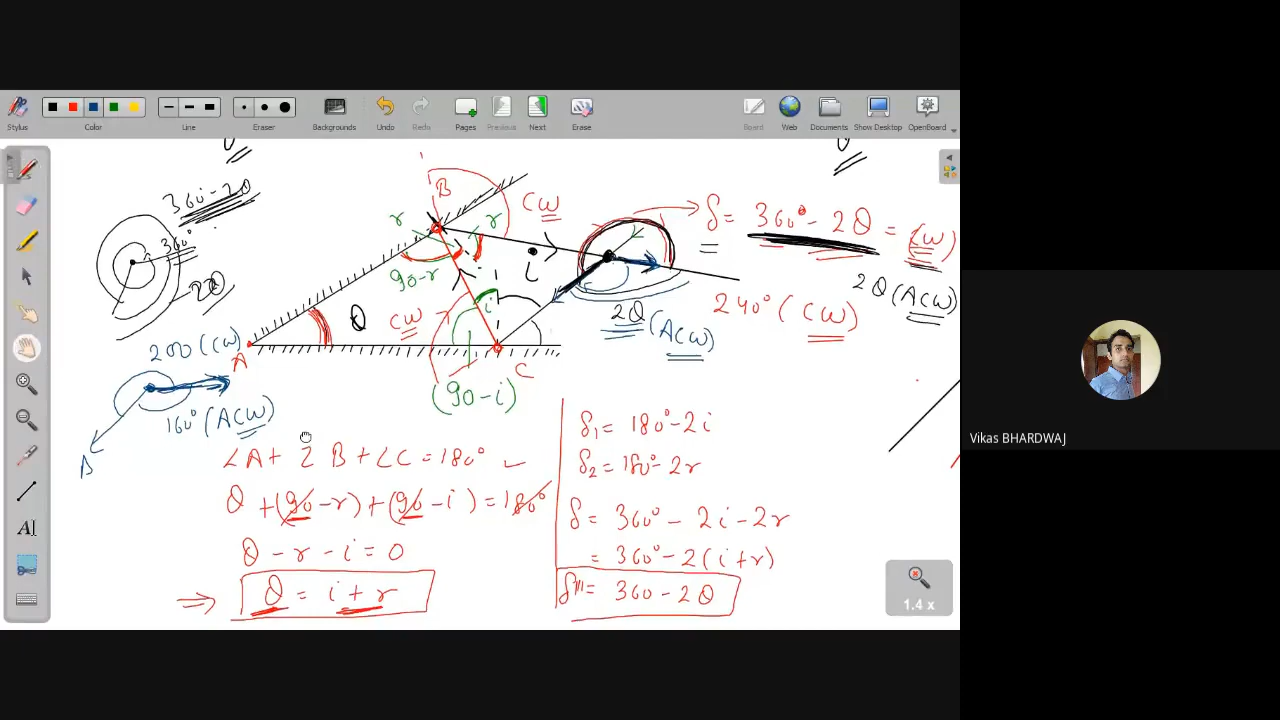 Stylus
Color
Line
Eraser
Backgrounds
Undo
Redo
Pages
Previous
Next
Erase
Board
Web
Documents
Show Desktop
OpenBoard
360-2θ
360°
2θ
B
CW
r
r
90-r
i
θ
CW
i
A
C
(90-i)
δ = 360° - 2θ = (CW)
2θ (ACW)
240° (CW)
2θ (ACW)
200 (CW)
160° (ACW)
∠A + ∠B + ∠C = 180°
θ + (90-r) + (90-i) = 180°
θ - r - i = 0
⇒ θ = i + r
δ₁ = 180° - 2i
δ₂ = 180° - 2r
δ = 360° - 2i - 2r
= 360° - 2(i+r)
= 360 - 2θ
Vikas BHARDWAJ
1.4 x